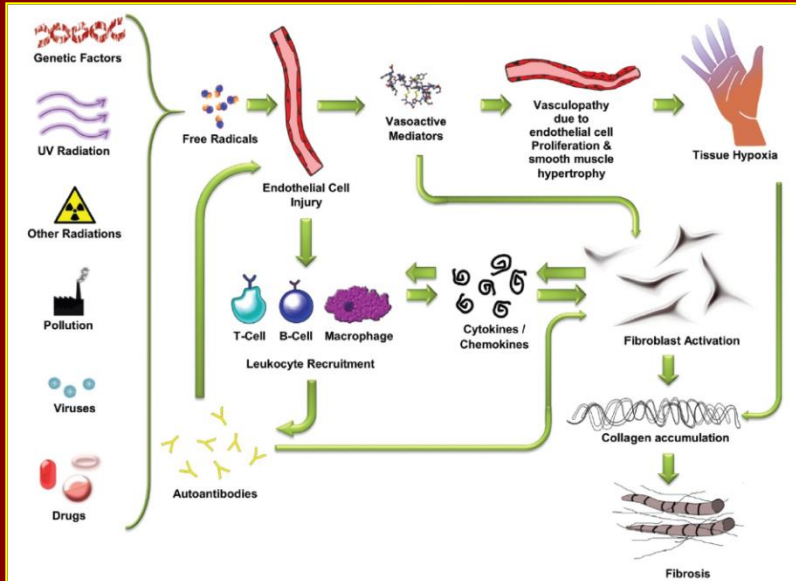 Genetic Factors
UV Radiation
Other Radiations
Pollution
Viruses
Drugs
Free Radicals
Endothelial Cell
Injury
Vasoactive
Mediators
Vasculopathy
due to
endothelial cell
Proliferation &
smooth muscle
hypertrophy
Tissue Hypoxia
T-Cell B-Cell Macrophage
Leukocyte Recruitment
Cytokines /
Chemokines
Fibroblast Activation
Autoantibodies
Collagen accumulation
Fibrosis